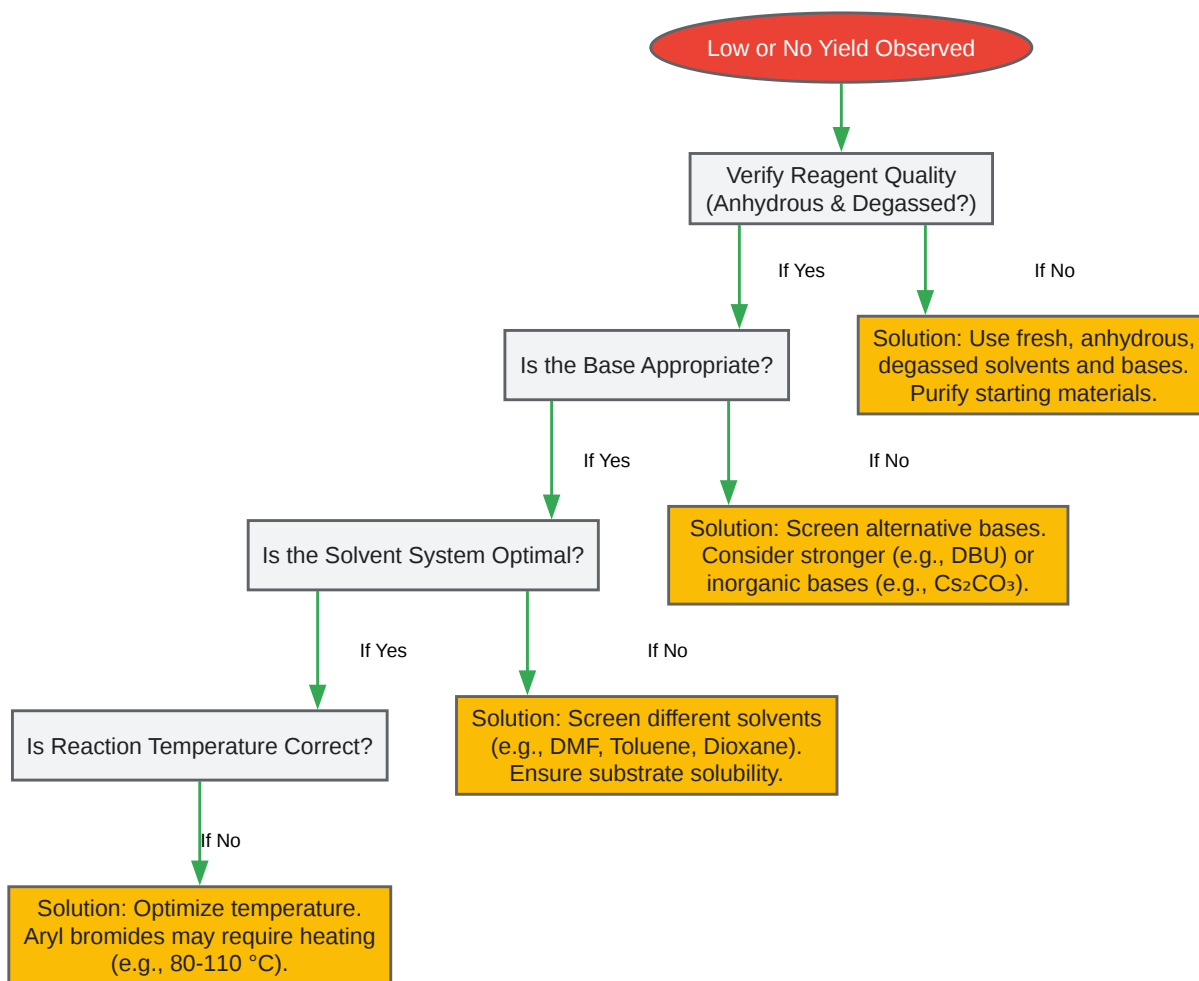 Low or No Yield Observed
Verify Reagent Quality
(Anhydrous & Degassed?)
If Yes
If No
Is the Base Appropriate?
Solution: Use fresh, anhydrous,
degassed solvents and bases.
Purify starting materials.
If Yes
If No
Is the Solvent System Optimal?
Solution: Screen alternative bases.
Consider stronger (e.g., DBU) or
inorganic bases (e.g., Cs₂CO₃).
If Yes
If No
Is Reaction Temperature Correct?
Solution: Screen different solvents
(e.g., DMF, Toluene, Dioxane).
Ensure substrate solubility.
If No
Solution: Optimize temperature.
Aryl bromides may require heating
(e.g., 80-110 °C).